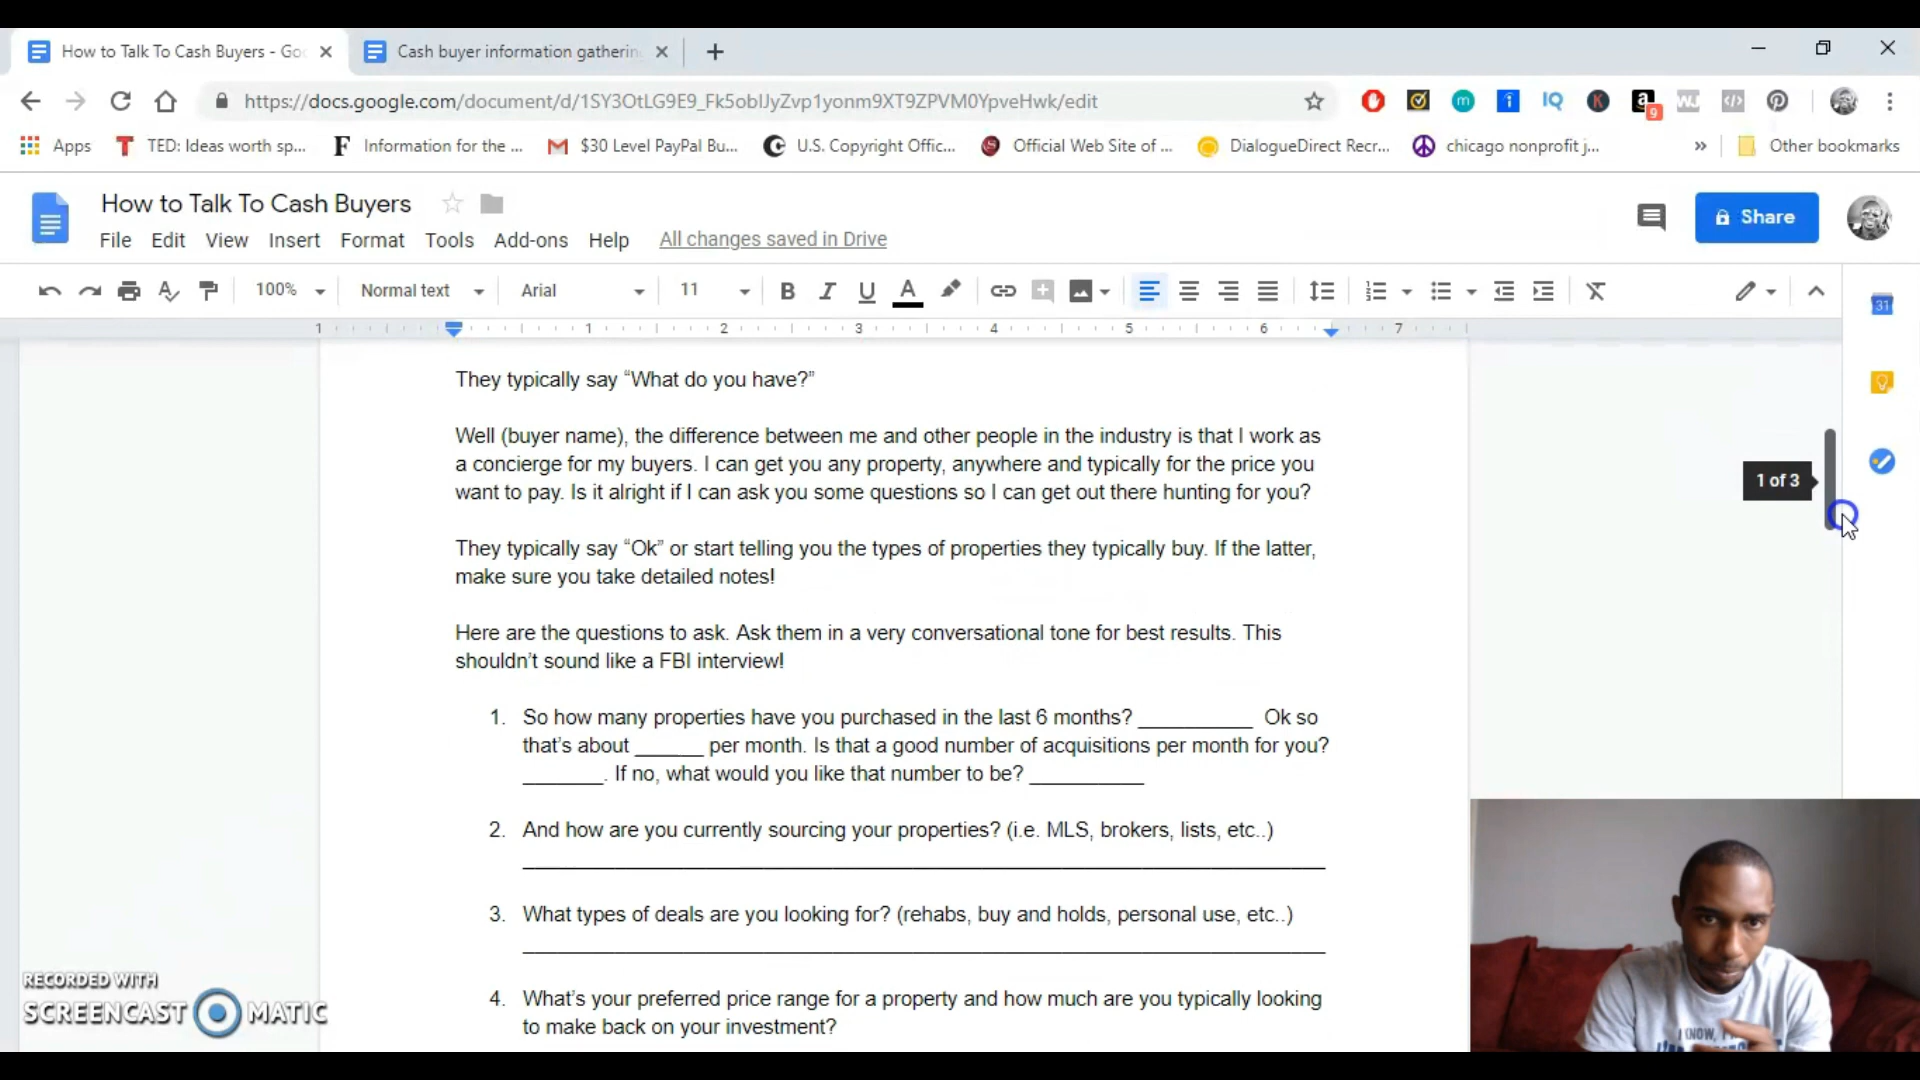 How to Talk To Cash Buyers - Goo
Cash buyer information gatherin
https://docs.google.com/document/d/1SY3OtLG9E9_Fk5oblJyZvp1yonm9XT9ZPVM0YpveHwk/edit
Apps
TED: Ideas worth sp...
Information for the ...
$30 Level PayPal Bu...
U.S. Copyright Offic...
Official Web Site of ...
DialogueDirect Recr...
chicago nonprofit j...
»
Other bookmarks
How to Talk To Cash Buyers
Share
File Edit View Insert Format Tools Add-ons Help All changes saved in Drive
100% Normal text Arial 11
1 1 2 3 4 5 6 7
31
They typically say “What do you have?”
Well (buyer name), the difference between me and other people in the industry is that I work as
a concierge for my buyers. I can get you any property, anywhere and typically for the price you
want to pay. Is it alright if I can ask you some questions so I can get out there hunting for you?
1 of 3
They typically say “Ok” or start telling you the types of properties they typically buy. If the latter,
make sure you take detailed notes!
Here are the questions to ask. Ask them in a very conversational tone for best results. This
shouldn’t sound like a FBI interview!
1. So how many properties have you purchased in the last 6 months? __________ Ok so
that’s about ______ per month. Is that a good number of acquisitions per month for you?
_______. If no, what would you like that number to be? __________
2. And how are you currently sourcing your properties? (i.e. MLS, brokers, lists, etc..)
3. What types of deals are you looking for? (rehabs, buy and holds, personal use, etc..)
4. What’s your preferred price range for a property and how much are you typically looking
to make back on your investment?
RECORDED WITH
SCREENCAST MATIC
I KNOW, I